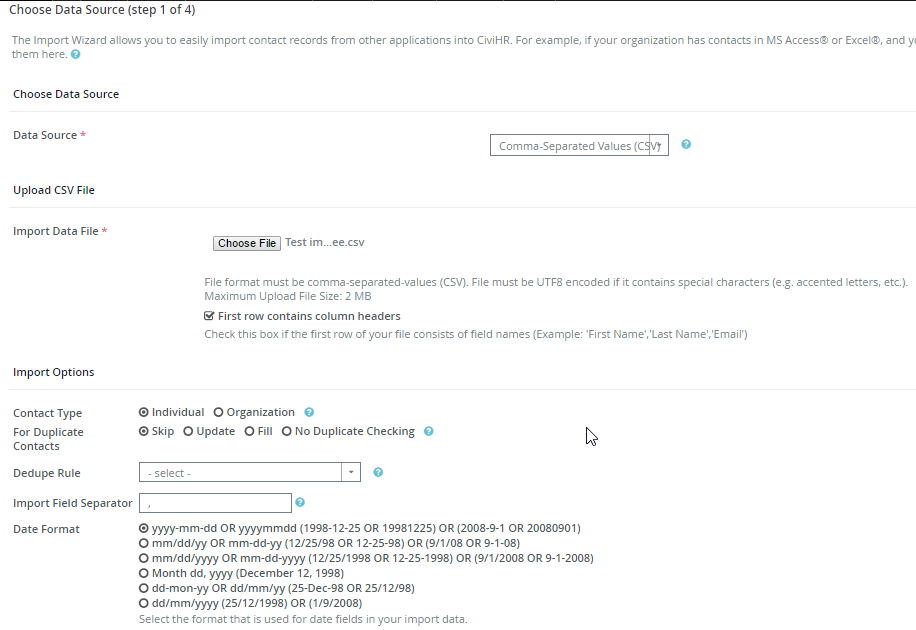 Choose Data Source (step 1 of 4)
The Import Wizard allows you to easily import contact records from other applications into CiviHR. For example, if your organization has contacts in MS Access® or Excel®, and
them here.
Choose Data Source
Data Source *
Comma-Separated Values (CSV)
Upload CSV File
Import Data File *
Choose File Test im...ee.csv
File format must be comma-separated-values (CSV). File must be UTF8 encoded if it contains special characters (e.g. accented letters, etc.).
Maximum Upload File Size: 2 MB
First row contains column headers
Check this box if the first row of your file consists of field names (Example: 'First Name','Last Name','Email')
Import Options
Contact Type Individual Organization
For Duplicate Contacts Skip Update Fill No Duplicate Checking
Dedupe Rule - select -
Import Field Separator ,
Date Format yyyy-mm-dd OR yyyymmdd (1998-12-25 OR 19981225) OR (2008-9-1 OR 20080901)
mm/dd/yy OR mm-dd-yy (12/25/98 OR 12-25-98) OR (9/1/08 OR 9-1-08)
mm/dd/yyyy OR mm-dd-yyyy (12/25/1998 OR 12-25-1998) OR (9/1/2008 OR 9-1-2008)
Month dd, yyyy (December 12, 1998)
dd-mon-yy OR dd/mm/yy (25-Dec-98 OR 25/12/98)
dd/mm/yyyy (25/12/1998) OR (1/9/2008)
Select the format that is used for date fields in your import data.